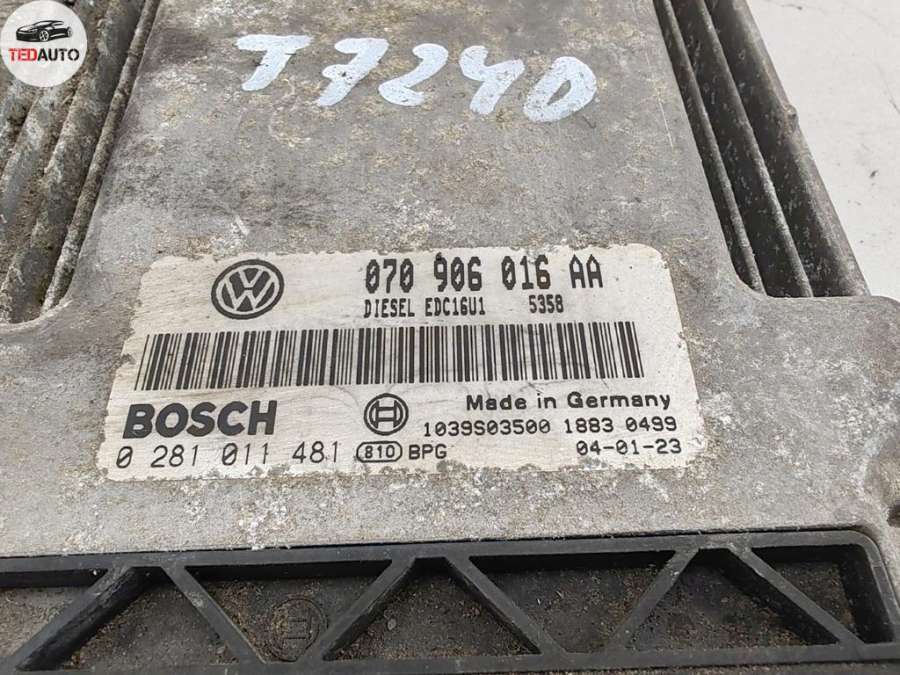 TEDAUTO
T7240
070 906 016 AA
DIESEL EDC16U1 5358
BOSCH
Made in Germany
1039S03500 1883 0499
0 281 011 481 810 BPG 04-01-23